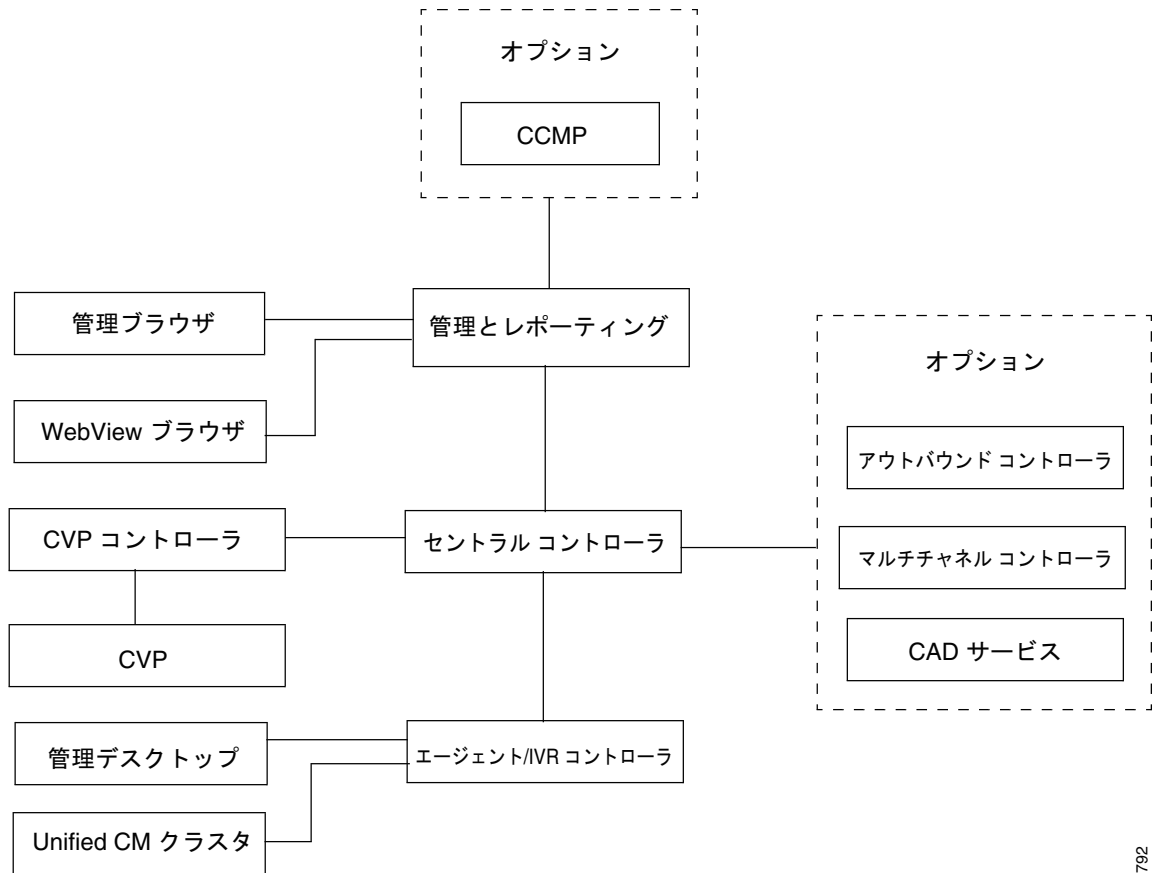 オプション
CCMP
管理ブラウザ
管理とレポーティング
WebView ブラウザ
オプション
アウトバウンド コントローラ
CVP コントローラ
セントラル コントローラ
マルチチャネル コントローラ
CVP
CAD サービス
管理デスクトップ
エージェント/IVR コントローラ
Unified CM クラスタ
792